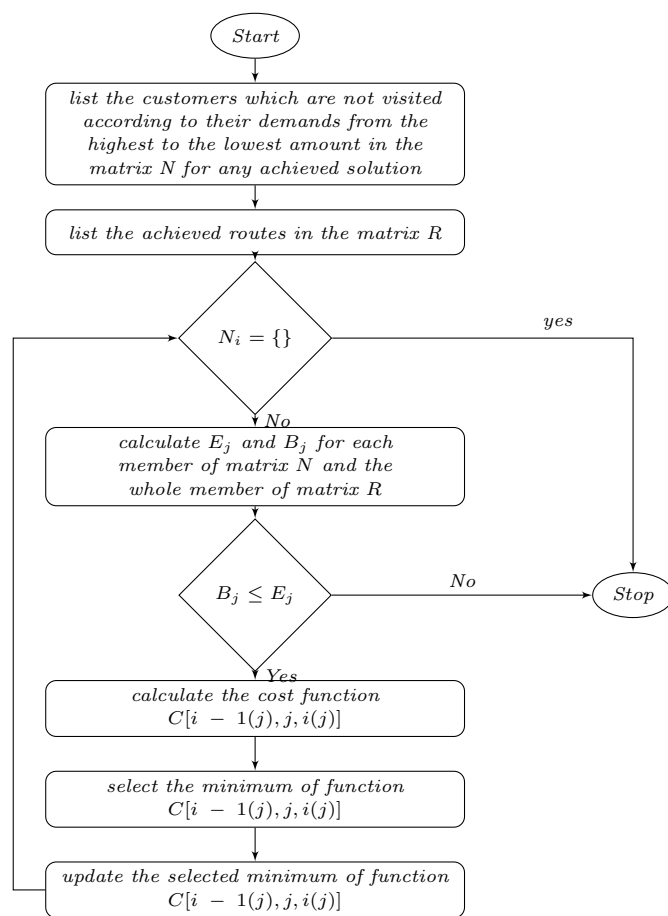 Start
list the customers which are not visited
according to their demands from the
highest to the lowest amount in the
matrix N for any achieved solution
list the achieved routes in the matrix R
N_i = {}
yes
No
calculate E_j and B_j for each
member of matrix N and the
whole member of matrix R
B_j ≤ E_j
No
Stop
Yes
calculate the cost function
C[i − 1(j), j, i(j)]
select the minimum of function
C[i − 1(j), j, i(j)]
update the selected minimum of function
C[i − 1(j), j, i(j)]